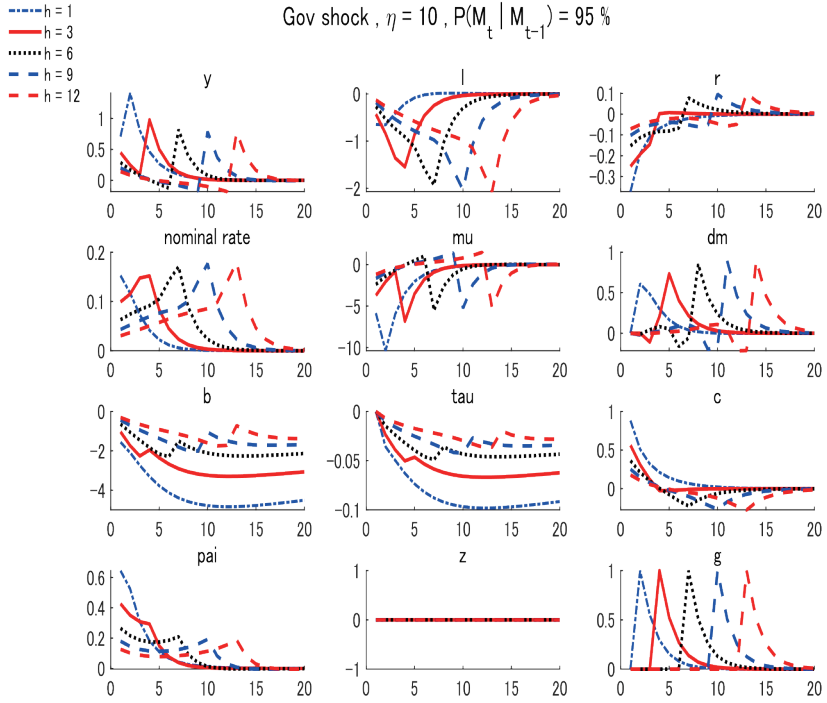 h = 1
h = 3
h = 6
h = 9
h = 12
Gov shock , η = 10 , P(M_t | M_{t-1}) = 95 %
y
1
0.5
0
0 5 10 15 20
l
0
-1
-2
0 5 10 15 20
r
0.1
0
-0.1
-0.2
-0.3
0 5 10 15 20
nominal rate
0.2
0.1
0
0 5 10 15 20
mu
0
-5
-10
0 5 10 15 20
dm
1
0.5
0
0 5 10 15 20
b
0
-2
-4
0 5 10 15 20
tau
0
-0.05
-0.1
0 5 10 15 20
c
1
0.5
0
0 5 10 15 20
pai
0.6
0.4
0.2
0
0 5 10 15 20
z
1
0
-1
0 5 10 15 20
g
1
0.5
0
0 5 10 15 20